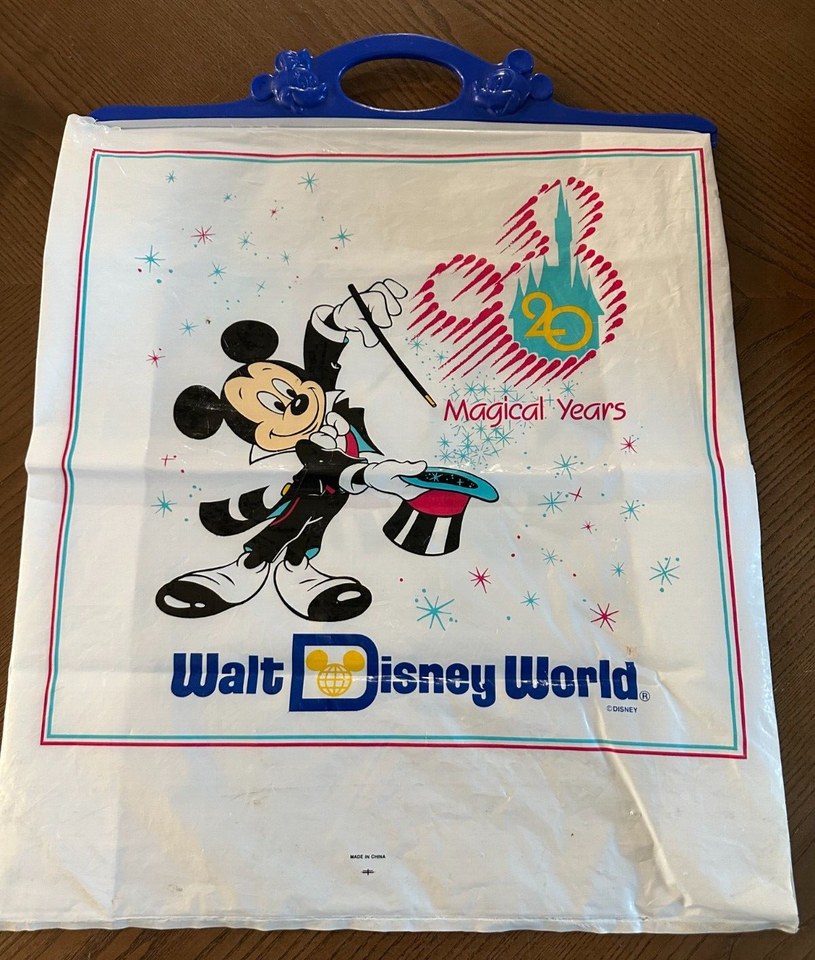 20
Magical Years
Walt Disney World®
©DISNEY
MADE IN CHINA